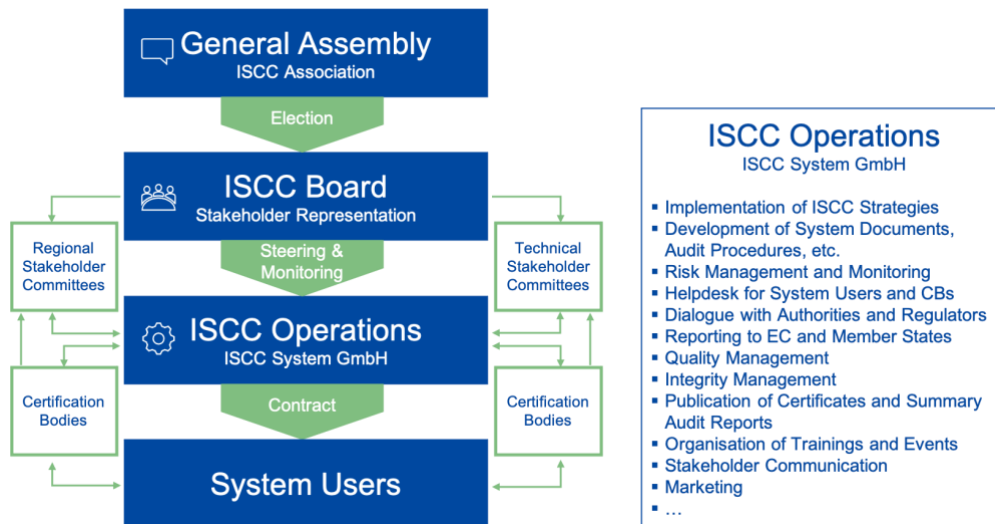 General Assembly
ISCC Association
Election
ISCC Board
Stakeholder Representation
Regional
Stakeholder
Committees
Steering &
Monitoring
Technical
Stakeholder
Committees
ISCC Operations
ISCC System GmbH
Certification
Bodies
Contract
Certification
Bodies
System Users
ISCC Operations
ISCC System GmbH
▪ Implementation of ISCC Strategies
▪ Development of System Documents,
Audit Procedures, etc.
▪ Risk Management and Monitoring
▪ Helpdesk for System Users and CBs
▪ Dialogue with Authorities and Regulators
▪ Reporting to EC and Member States
▪ Quality Management
▪ Integrity Management
▪ Publication of Certificates and Summary
Audit Reports
▪ Organisation of Trainings and Events
▪ Stakeholder Communication
▪ Marketing
▪ ...